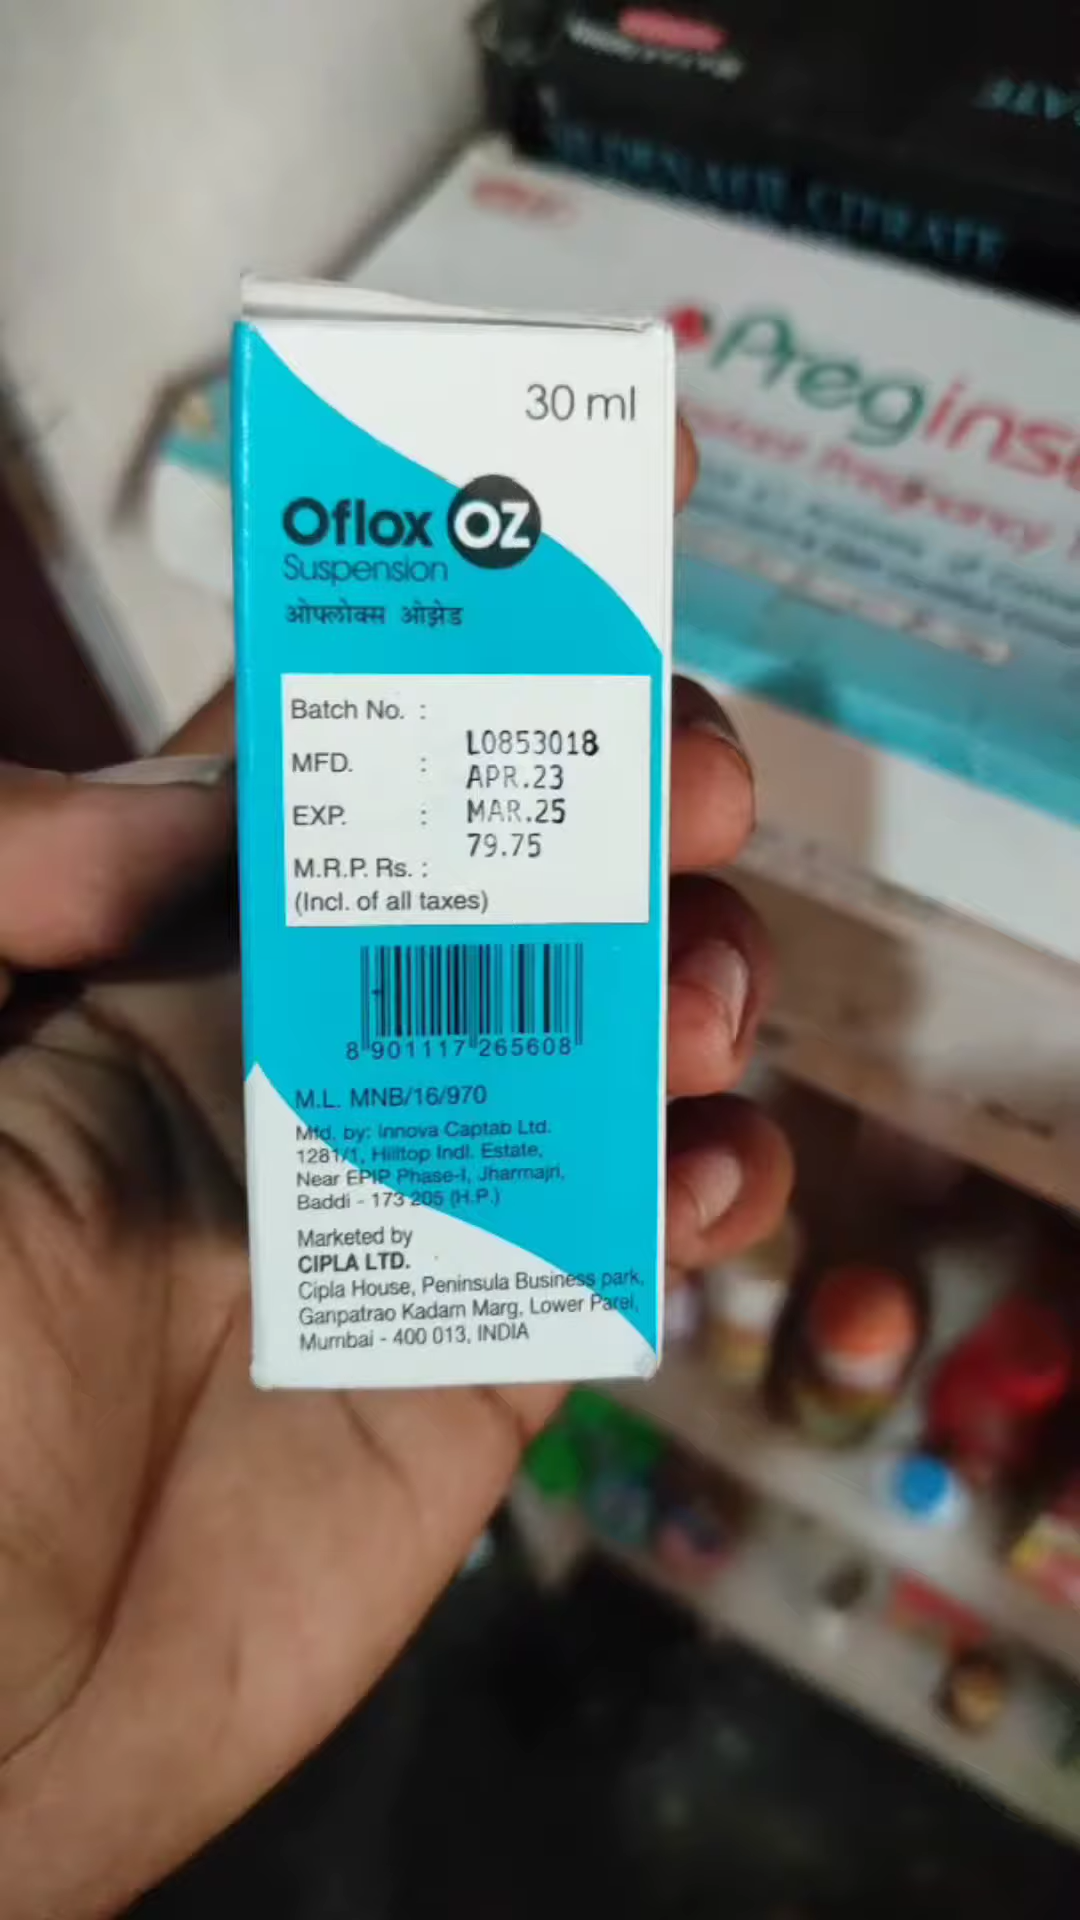 CITRATE
Pregins
Pregnancy
30 ml
Oflox OZ
Suspension
ओफ्लोक्स ओझेड
Batch No. :
L0853018
MFD. :
APR.23
EXP. :
MAR.25
79.75
M.R.P. Rs. :
(Incl. of all taxes)
8 901117 265608
M.L. MNB/16/970
Mfd. by: Innova Captab Ltd.
1281/1, Hilltop Indl. Estate,
Near EPIP Phase-I, Jharmajri,
Baddi - 173 205 (H.P.)
Marketed by
CIPLA LTD.
Cipla House, Peninsula Business park,
Ganpatrao Kadam Marg, Lower Parel,
Mumbai - 400 013, INDIA